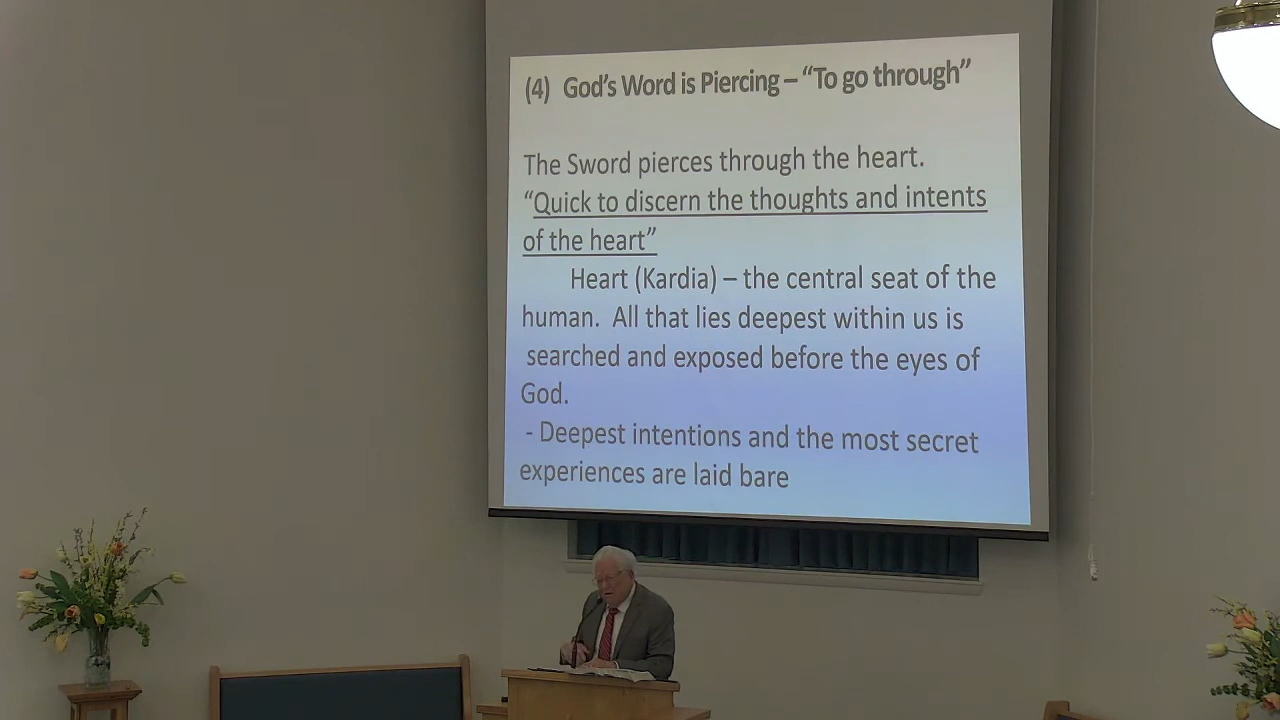 (4) God's Word is Piercing – “To go through”
The Sword pierces through the heart.
“Quick to discern the thoughts and intents
of the heart”
Heart (Kardia) – the central seat of the
human. All that lies deepest within us is
searched and exposed before the eyes of
God.
- Deepest intentions and the most secret
experiences are laid bare